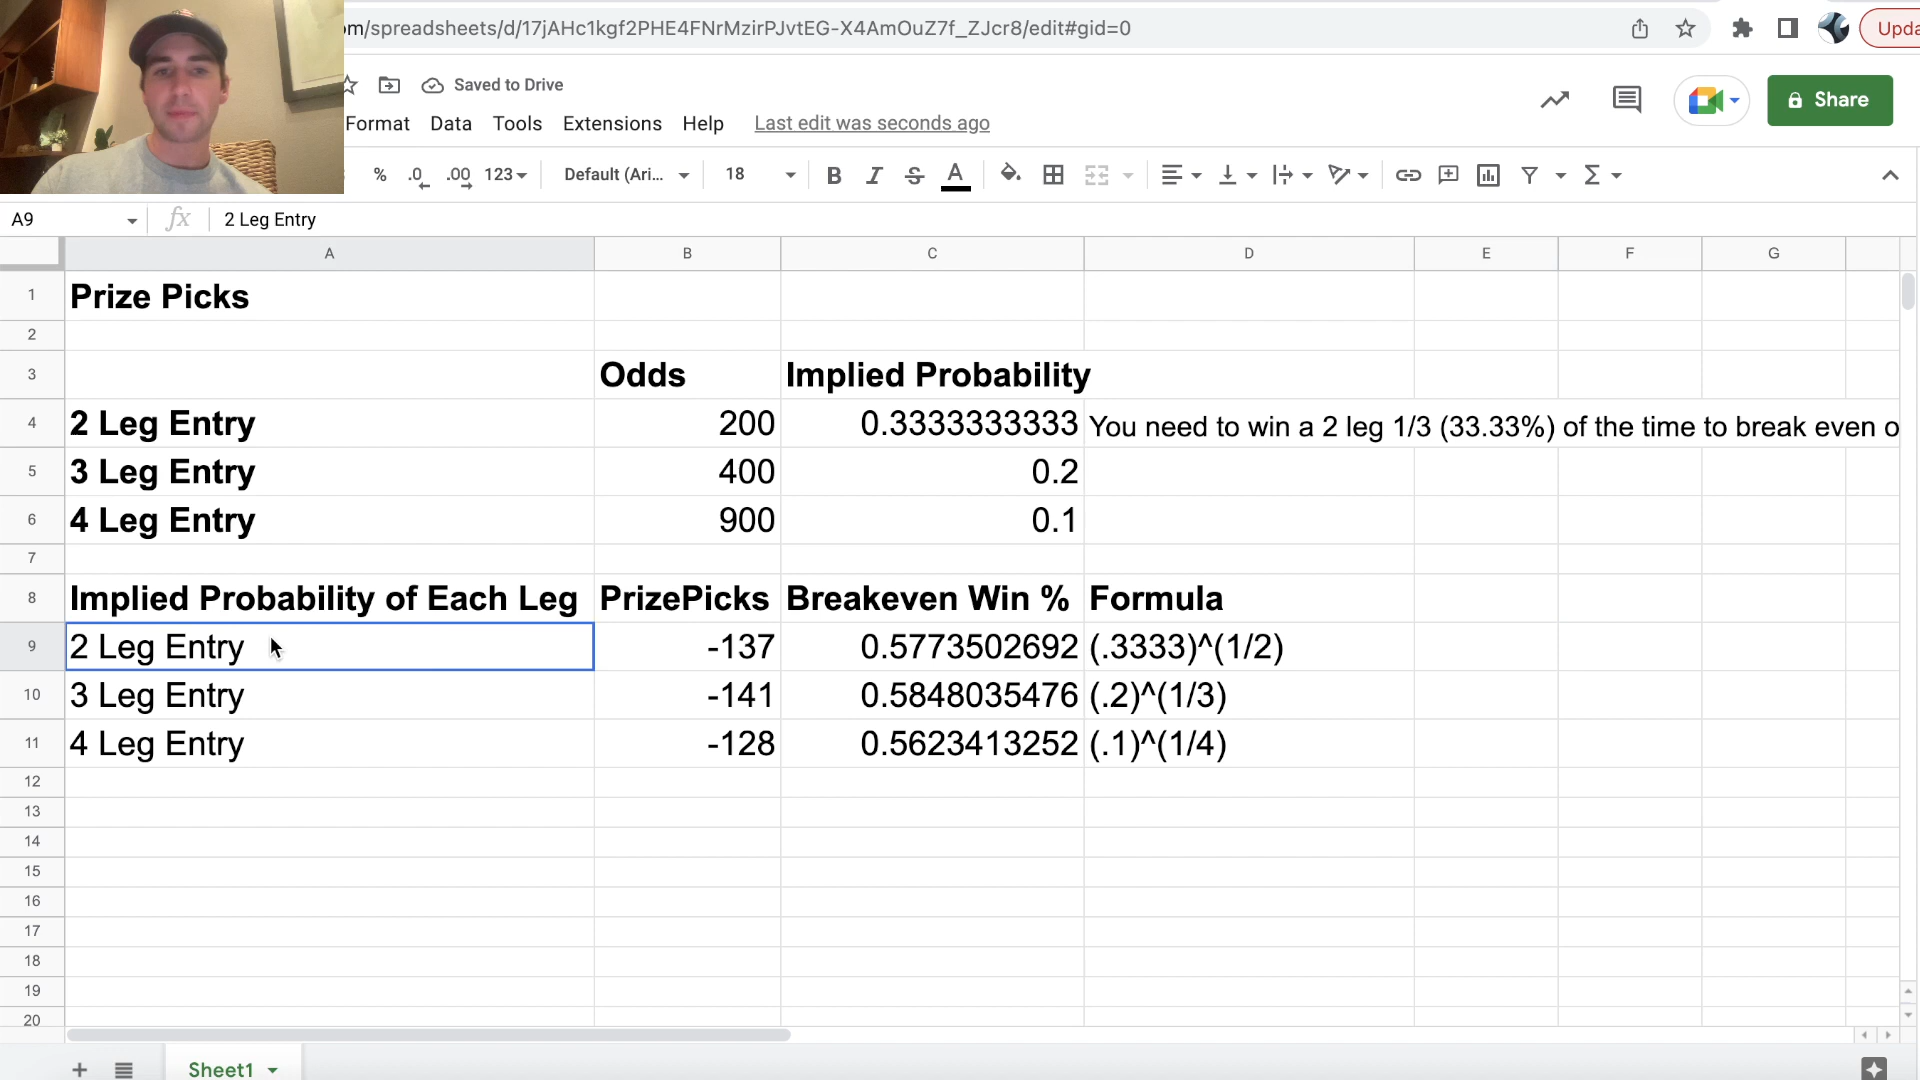 om/spreadsheets/d/17jAHc1kgf2PHE4FNrMzirPJvtEG-X4AmOuZ7f_ZJcr8/edit#gid=0
Upda
Saved to Drive
Share
Format Data Tools Extensions Help Last edit was seconds ago
% .0 .00 123 Default (Ari... 18 B I S A
A9 fx 2 Leg Entry
A B C D E F G
1 Prize Picks
2
3 Odds Implied Probability
4 2 Leg Entry 200 0.3333333333 You need to win a 2 leg 1/3 (33.33%) of the time to break even o
5 3 Leg Entry 400 0.2
6 4 Leg Entry 900 0.1
7
8 Implied Probability of Each Leg PrizePicks Breakeven Win % Formula
9 2 Leg Entry -137 0.5773502692 (.3333)^(1/2)
10 3 Leg Entry -141 0.5848035476 (.2)^(1/3)
11 4 Leg Entry -128 0.5623413252 (.1)^(1/4)
12
13
14
15
16
17
18
19
20
Sheet1